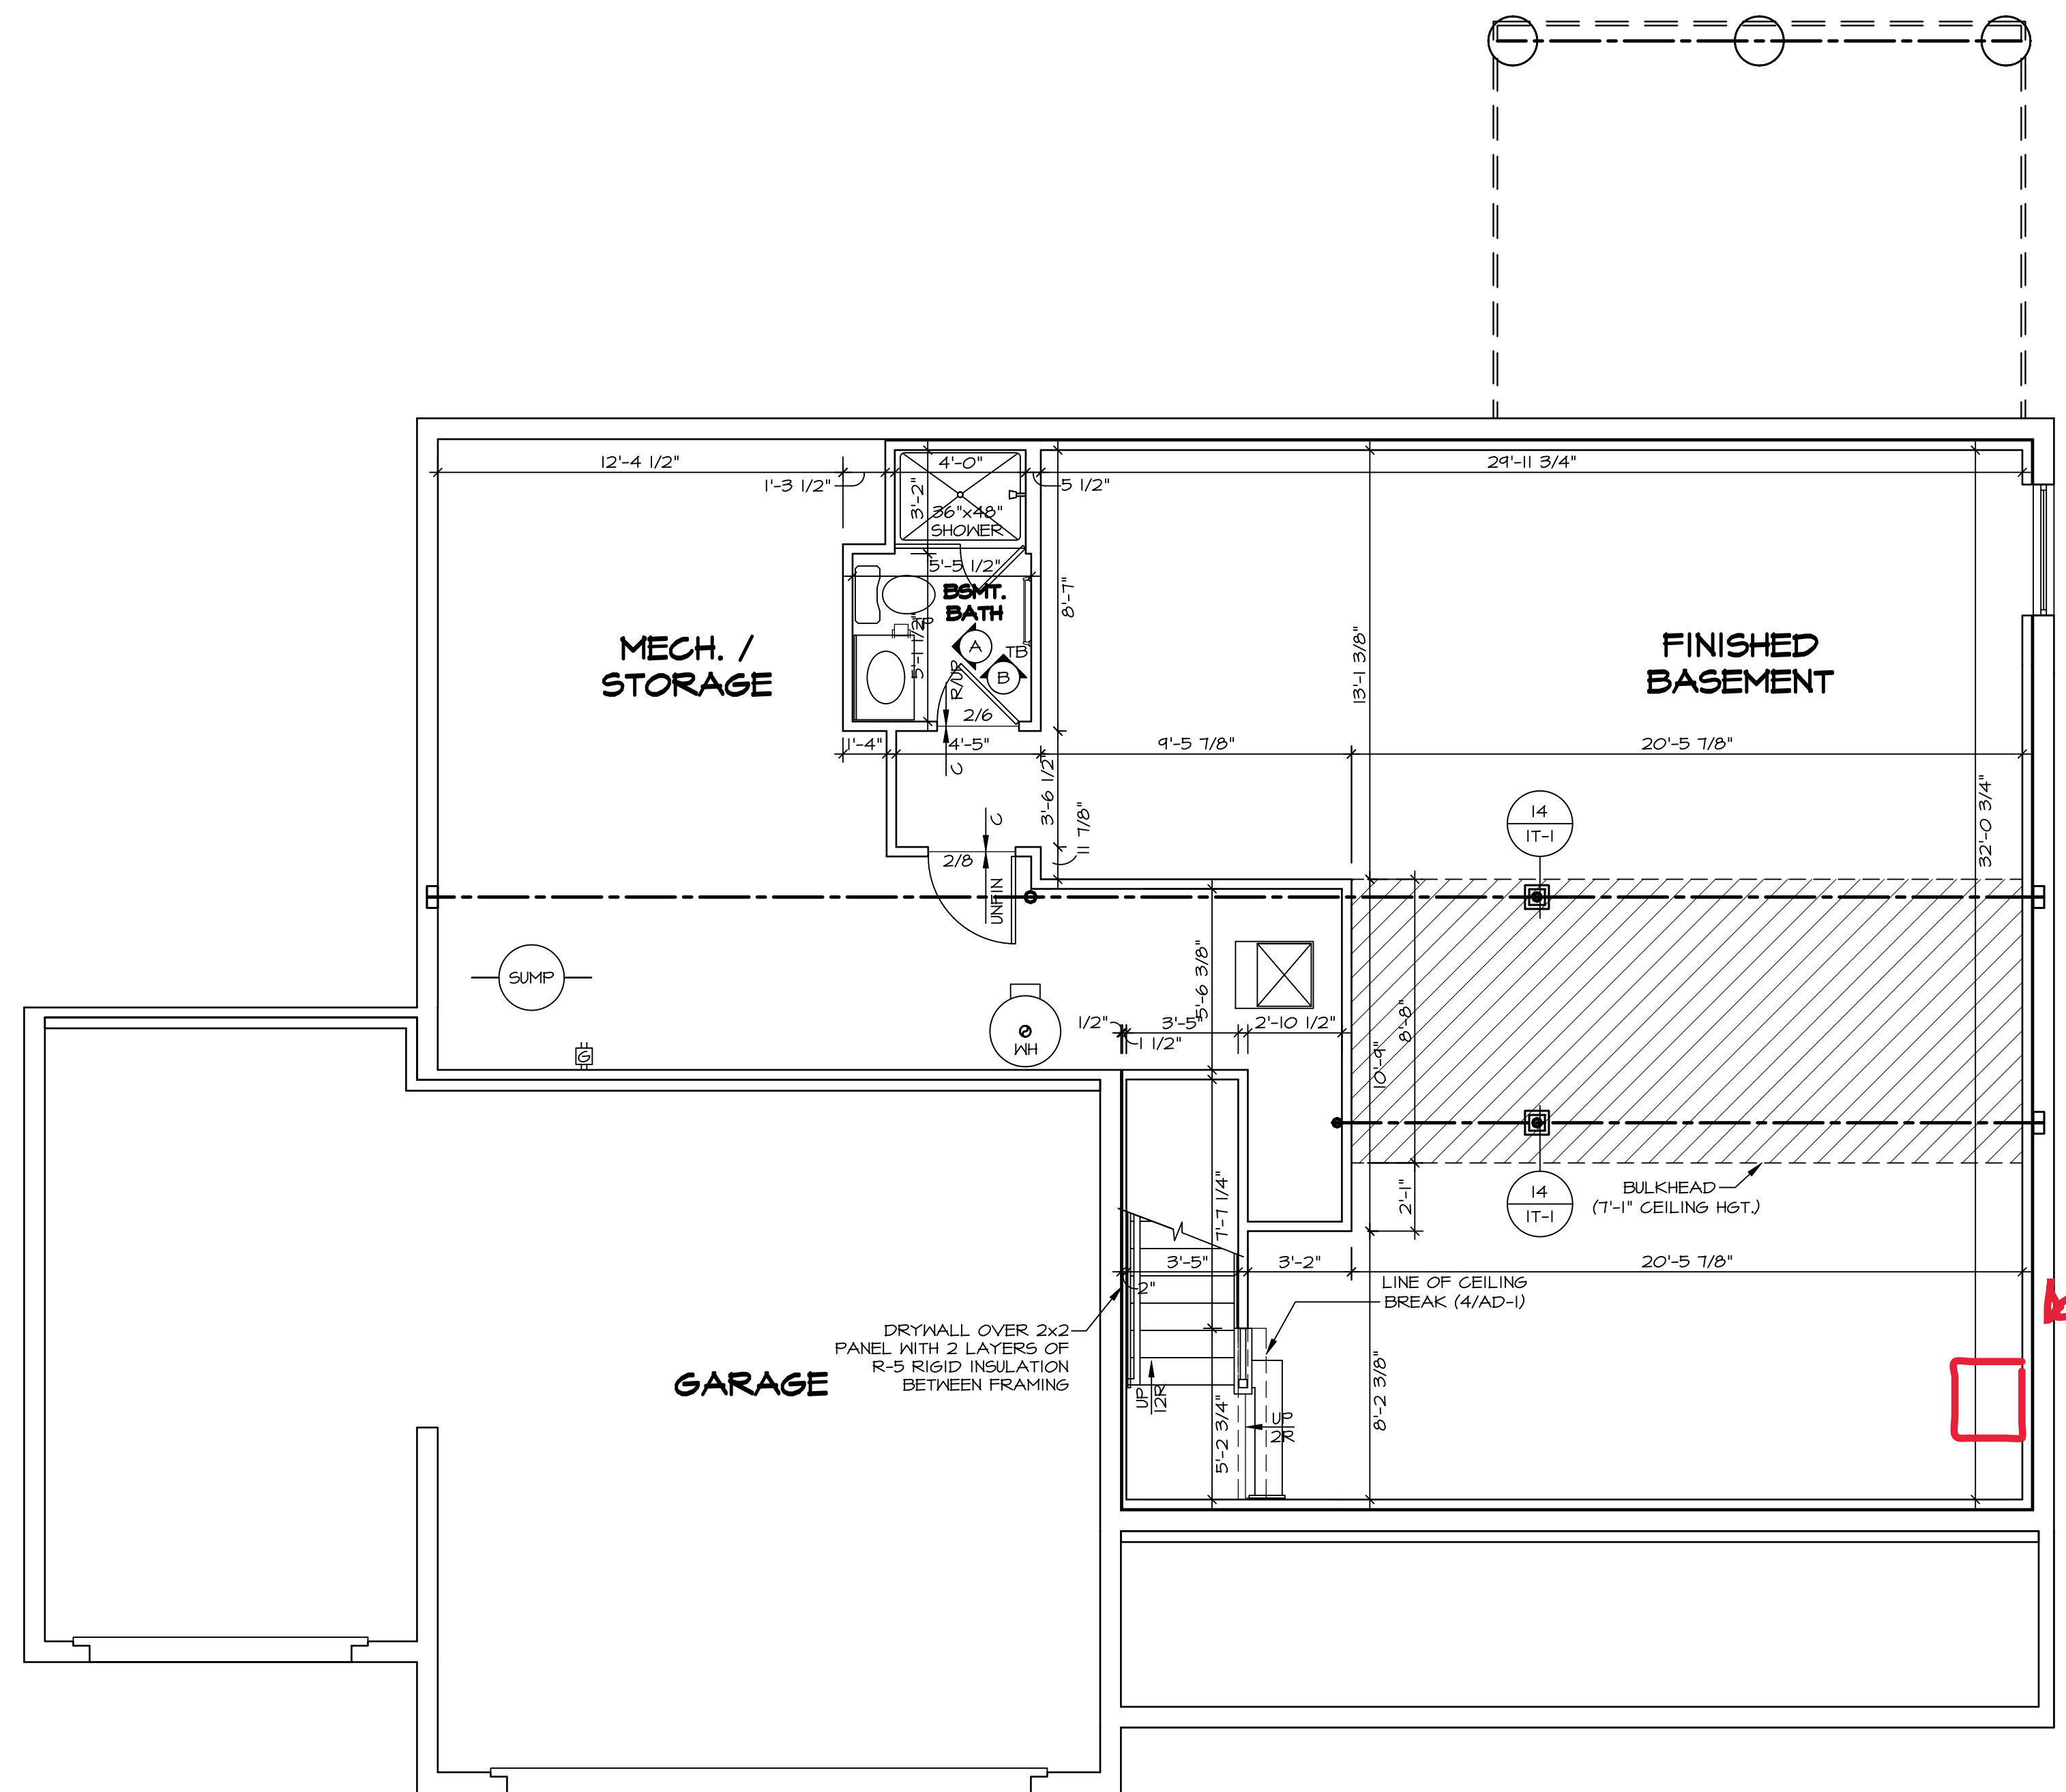 12'-4 1/2"
4'-0"
29'-11 3/4"
1'-3 1/2"
5 1/2"
3'-2"
36"x48"
SHOWER
5'-5 1/2"
BSMT.
BATH
8'-7"
TP
5'-1 1/2"
A
TB
B
R/UP
2/6
MECH. /
STORAGE
13'-1 3/8"
FINISHED
BASEMENT
1'-4"
4'-5"
9'-5 7/8"
20'-5 7/8"
C
3'-6 1/2"
11 7/8"
C
2/8
UNFIN
14
1T-1
32'-0 3/4"
SUMP
5'-6 3/8"
WH
G
1/2"
3'-5"
2'-10 1/2"
1 1/2"
8'-8"
10'-9"
7'-7 1/4"
2'-1"
BULKHEAD
(7'-1" CEILING HGT.)
14
1T-1
3'-5"
3'-2"
20'-5 7/8"
2"
LINE OF CEILING
BREAK (4/AD-1)
DRYWALL OVER 2x2
PANEL WITH 2 LAYERS OF
R-5 RIGID INSULATION
BETWEEN FRAMING
GARAGE
UP
12R
5'-2 3/4"
UP
2R
8'-2 3/8"